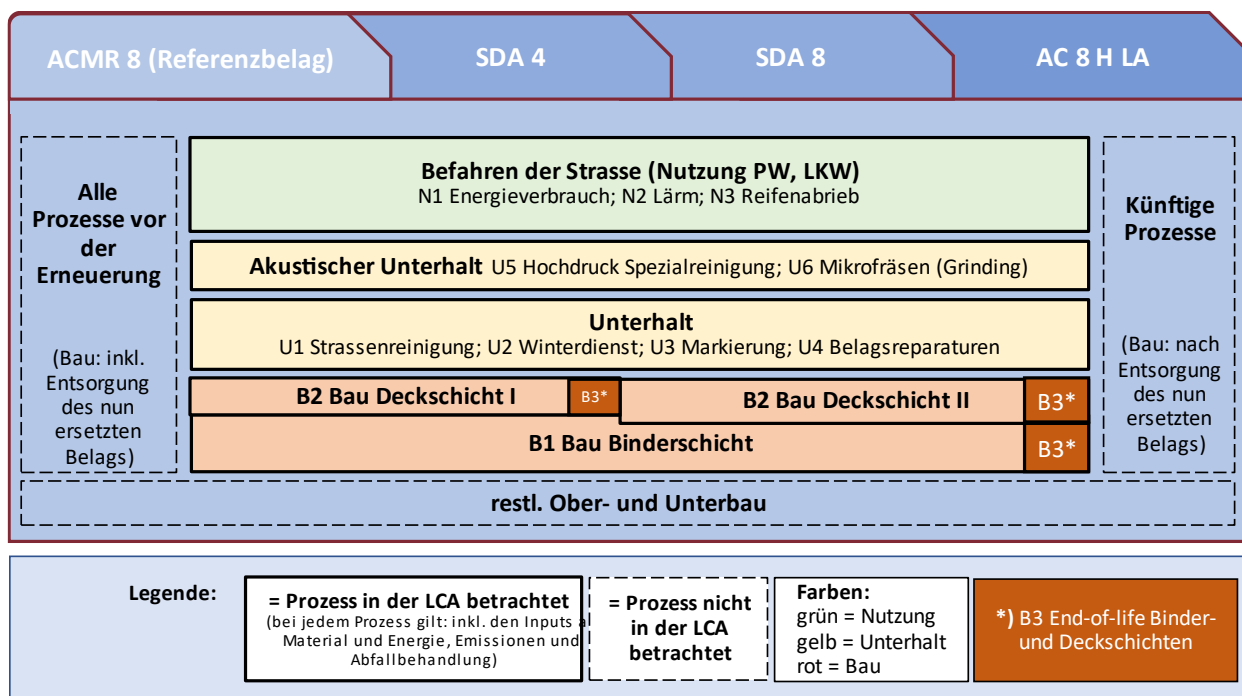 ACMR 8 (Referenzbelag)
SDA 4
SDA 8
AC 8 H LA
Alle
Prozesse vor
der
Erneuerung
(Bau: inkl.
Entsorgung
des nun
ersetzten
Belags)
Befahren der Strasse (Nutzung PW, LKW)
N1 Energieverbrauch; N2 Lärm; N3 Reifenabrieb
Akustischer Unterhalt U5 Hochdruck Spezialreinigung; U6 Mikrofräsen (Grinding)
Unterhalt
U1 Strassenreinigung; U2 Winterdienst; U3 Markierung; U4 Belagsreparaturen
B2 Bau Deckschicht I
B3*
B2 Bau Deckschicht II
B3*
B1 Bau Binderschicht
B3*
Künftige
Prozesse
(Bau: nach
Entsorgung
des nun
ersetzten
Belags)
restl. Ober- und Unterbau
Legende:
= Prozess in der LCA betrachtet
(bei jedem Prozess gilt: inkl. den Inputs a
Material und Energie, Emissionen und
Abfallbehandlung)
= Prozess nicht
in der LCA
betrachtet
Farben:
grün = Nutzung
gelb = Unterhalt
rot = Bau
*) B3 End-of-life Binder-
und Deckschichten